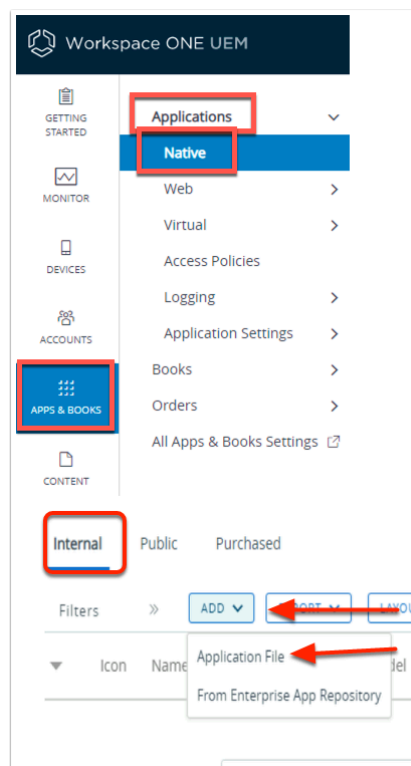 Workspace ONE UEM
GETTING
STARTED
MONITOR
DEVICES
ACCOUNTS
APPS & BOOKS
CONTENT
Applications
Native
Web
Virtual
Access Policies
Logging
Application Settings
Books
Orders
All Apps & Books Settings
Internal Public Purchased
Filters » ADD
Icon Name
Application File
From Enterprise App Repository